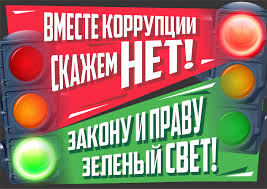 ВМЕСТЕ КОРРУПЦИИ
СКАЖЕМ НЕТ!
ЗАКОНУ И ПРАВУ
ЗЕЛЕНЫЙ СВЕТ!